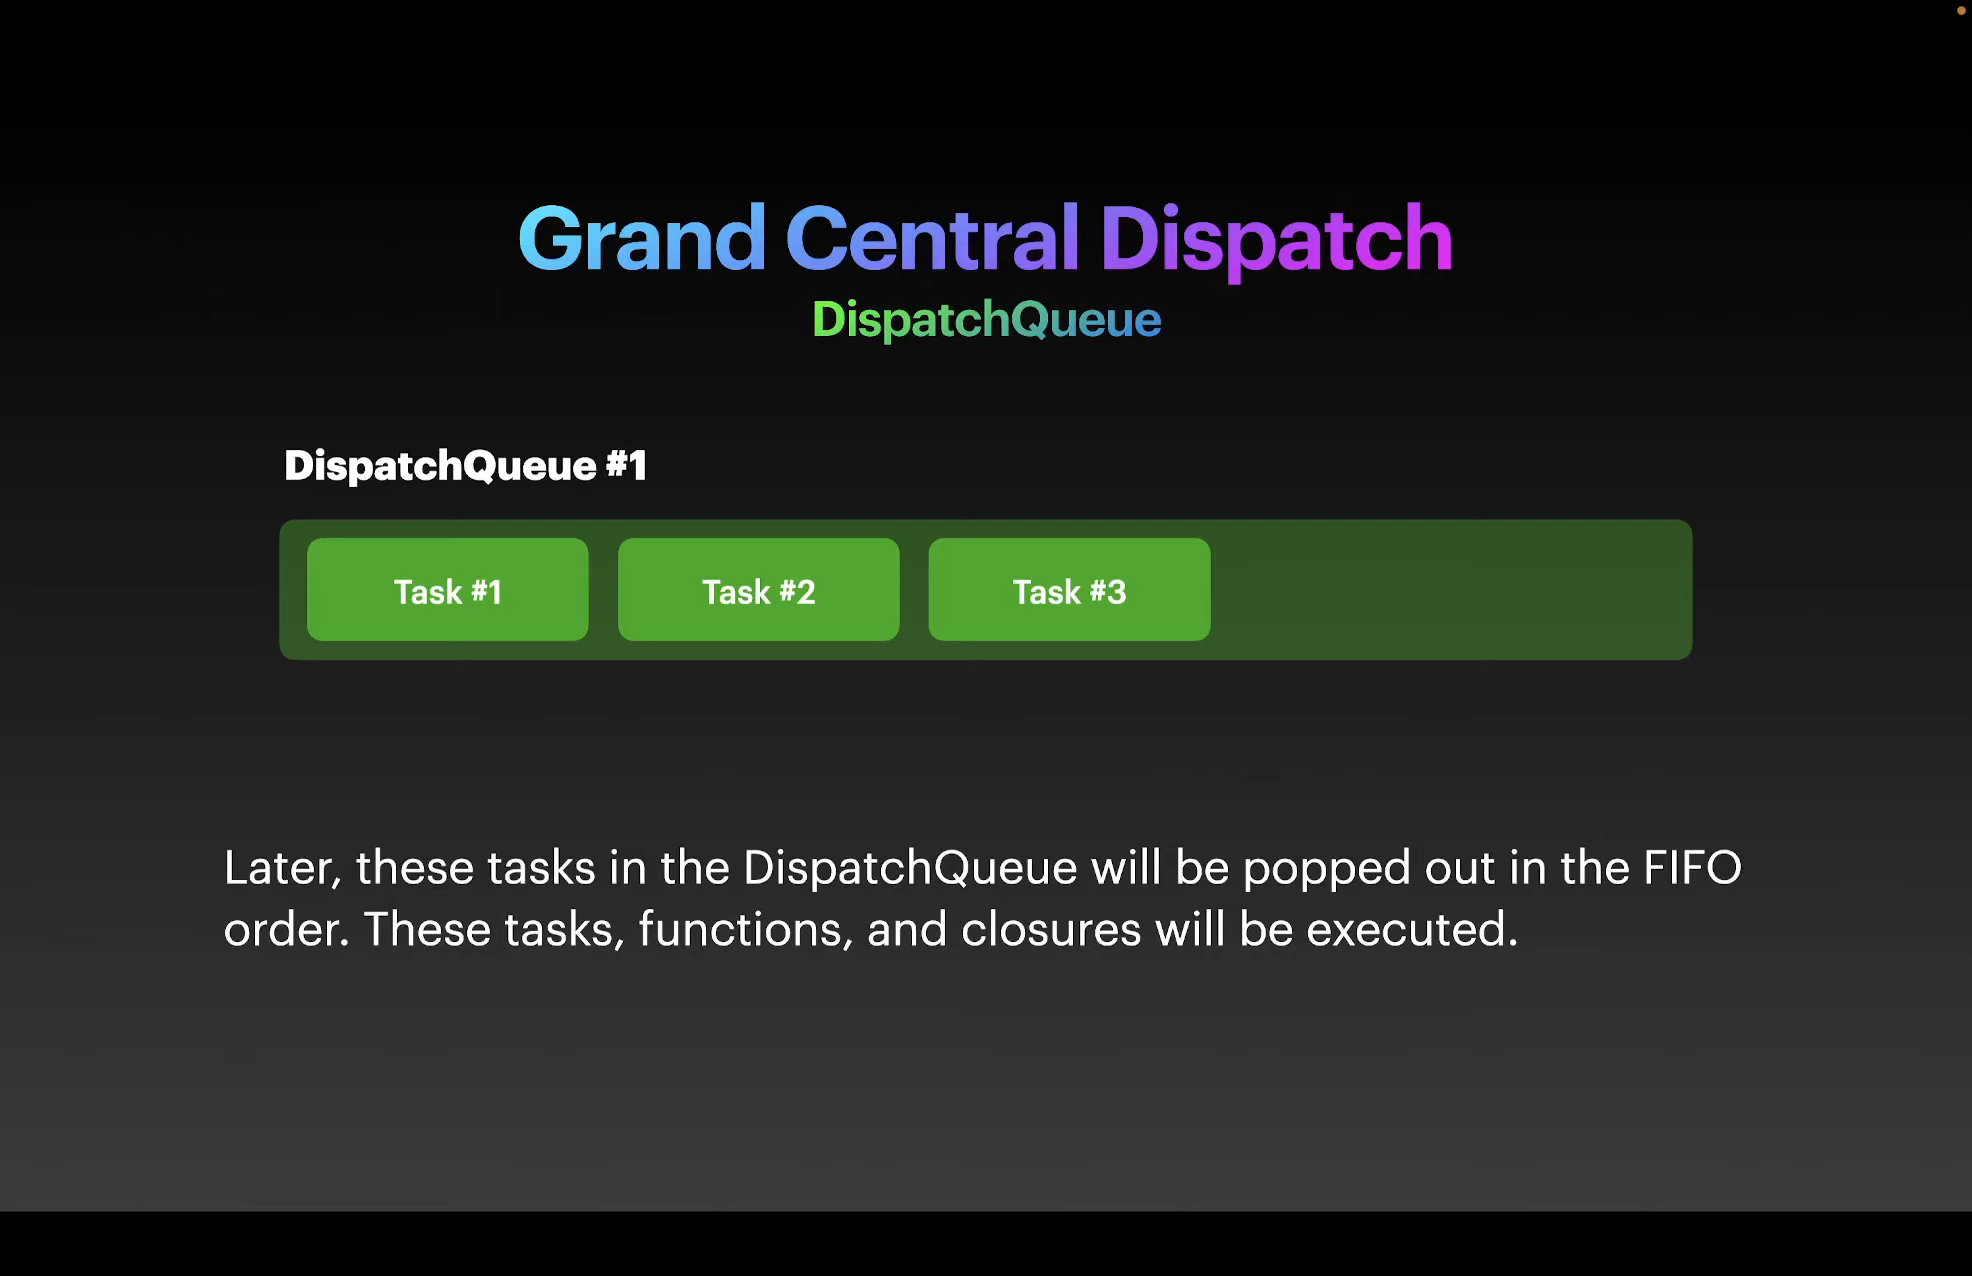 Grand Central Dispatch
DispatchQueue
DispatchQueue #1
Task #1
Task #2
Task #3
Later, these tasks in the DispatchQueue will be popped out in the FIFO
order. These tasks, functions, and closures will be executed.